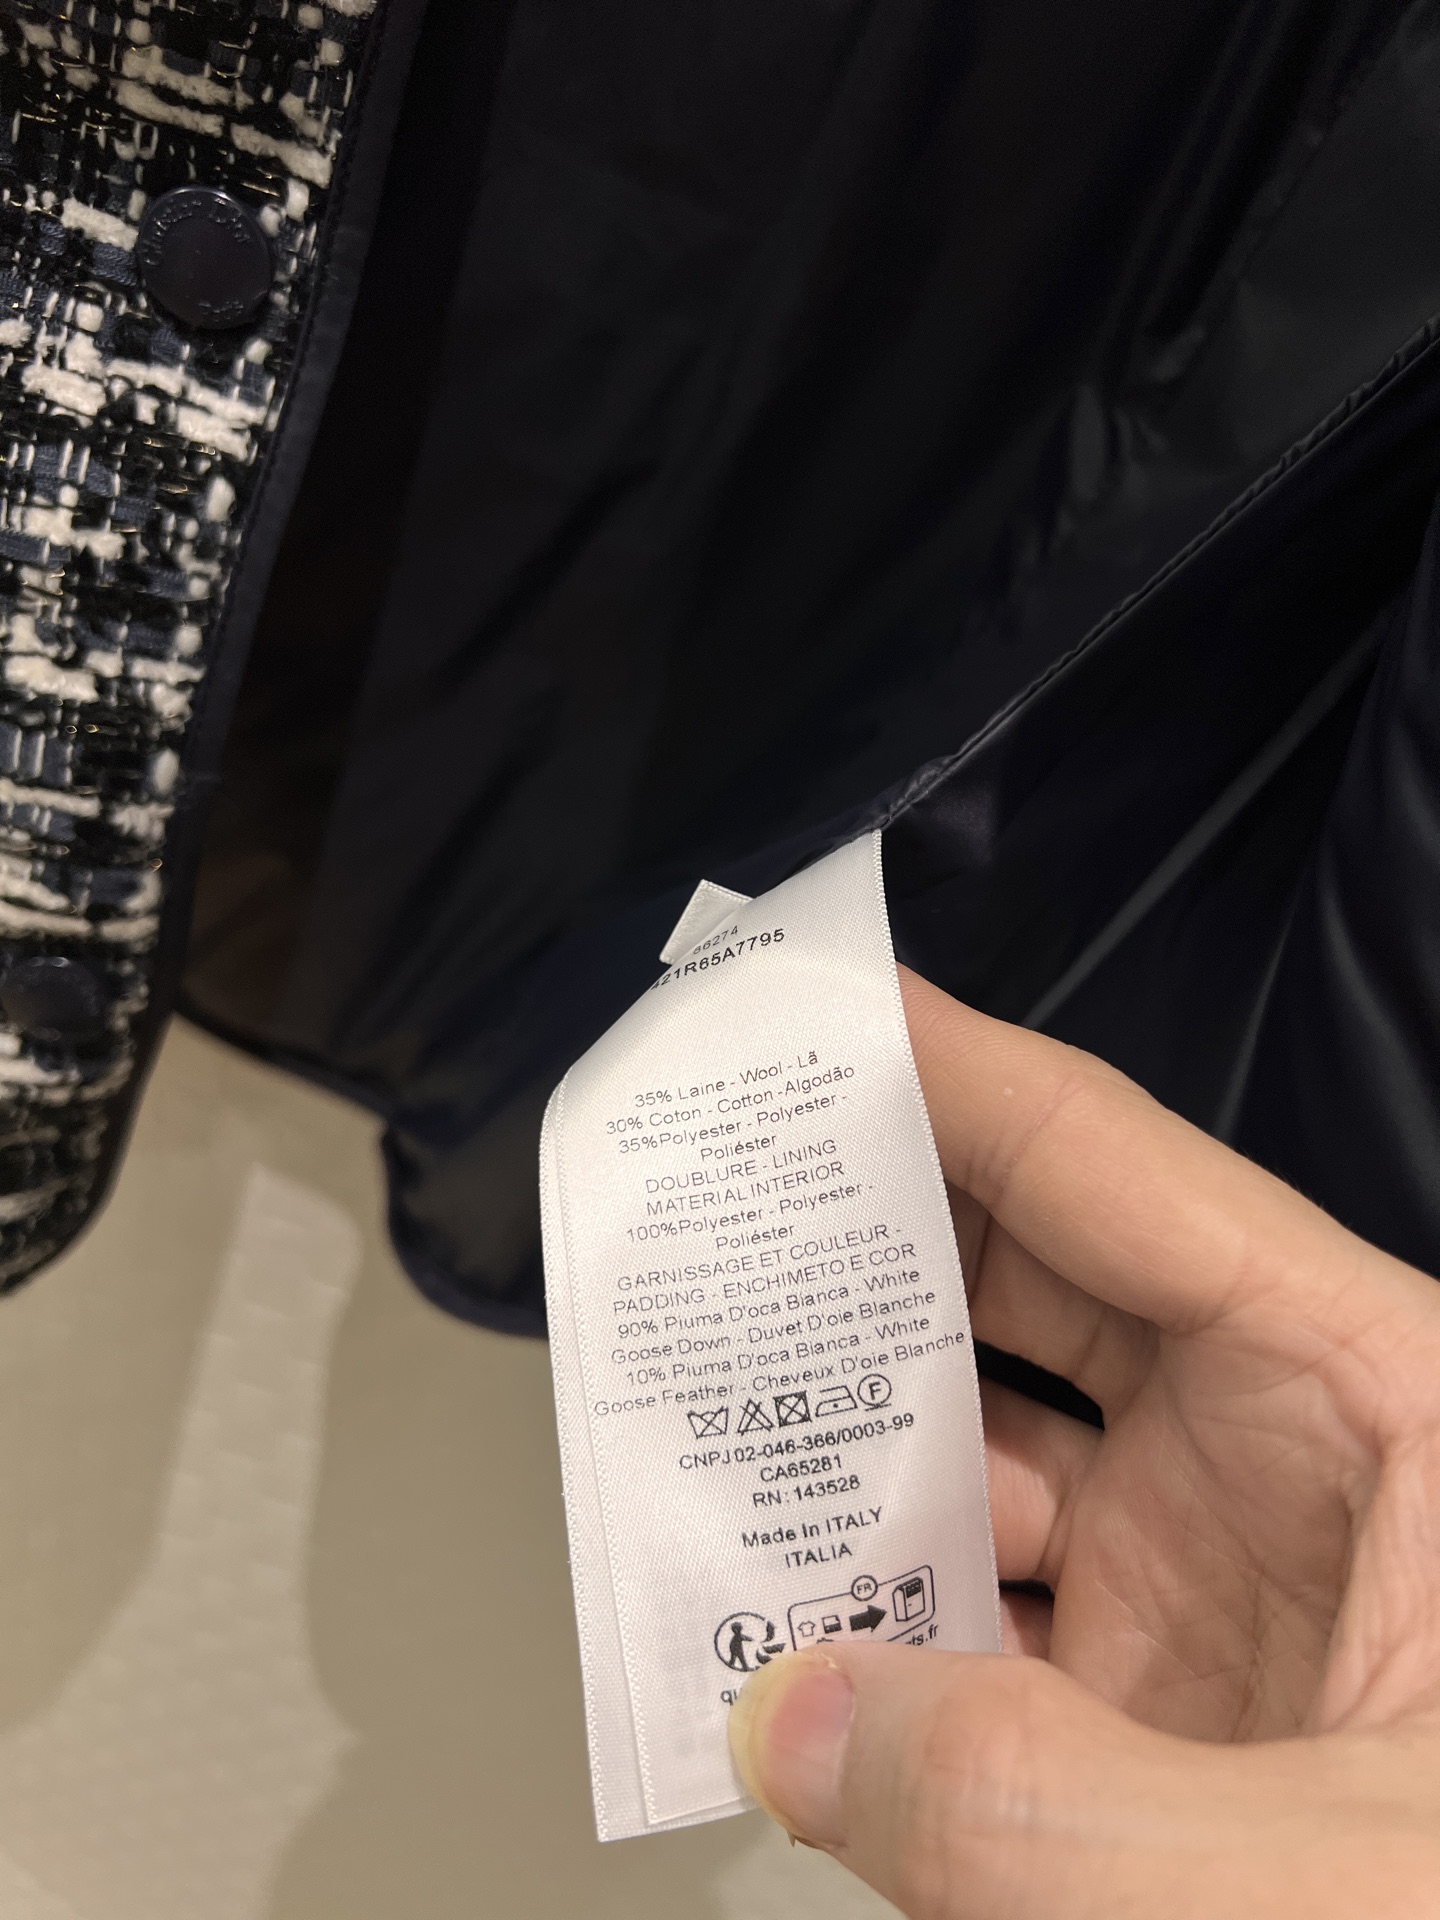 86274
421R65A7795
35% Laine - Wool - Lã
30% Coton - Cotton -Algodão
35%Polyester - Polyester -
Poliéster
DOUBLURE - LINING
MATERIAL INTERIOR
100%Polyester - Polyester -
Poliéster
GARNISSAGE ET COULEUR -
PADDING - ENCHIMETO E COR
90% Piuma D'oca Bianca - White
Goose Down - Duvet D'oie Blanche
10% Piuma D'oca Bianca - White
Goose Feather - Cheveux D'oie Blanche
F
CNPJ 02-046-366/0003-99
CA65281
RN: 143528
Made In ITALY
ITALIA
FR